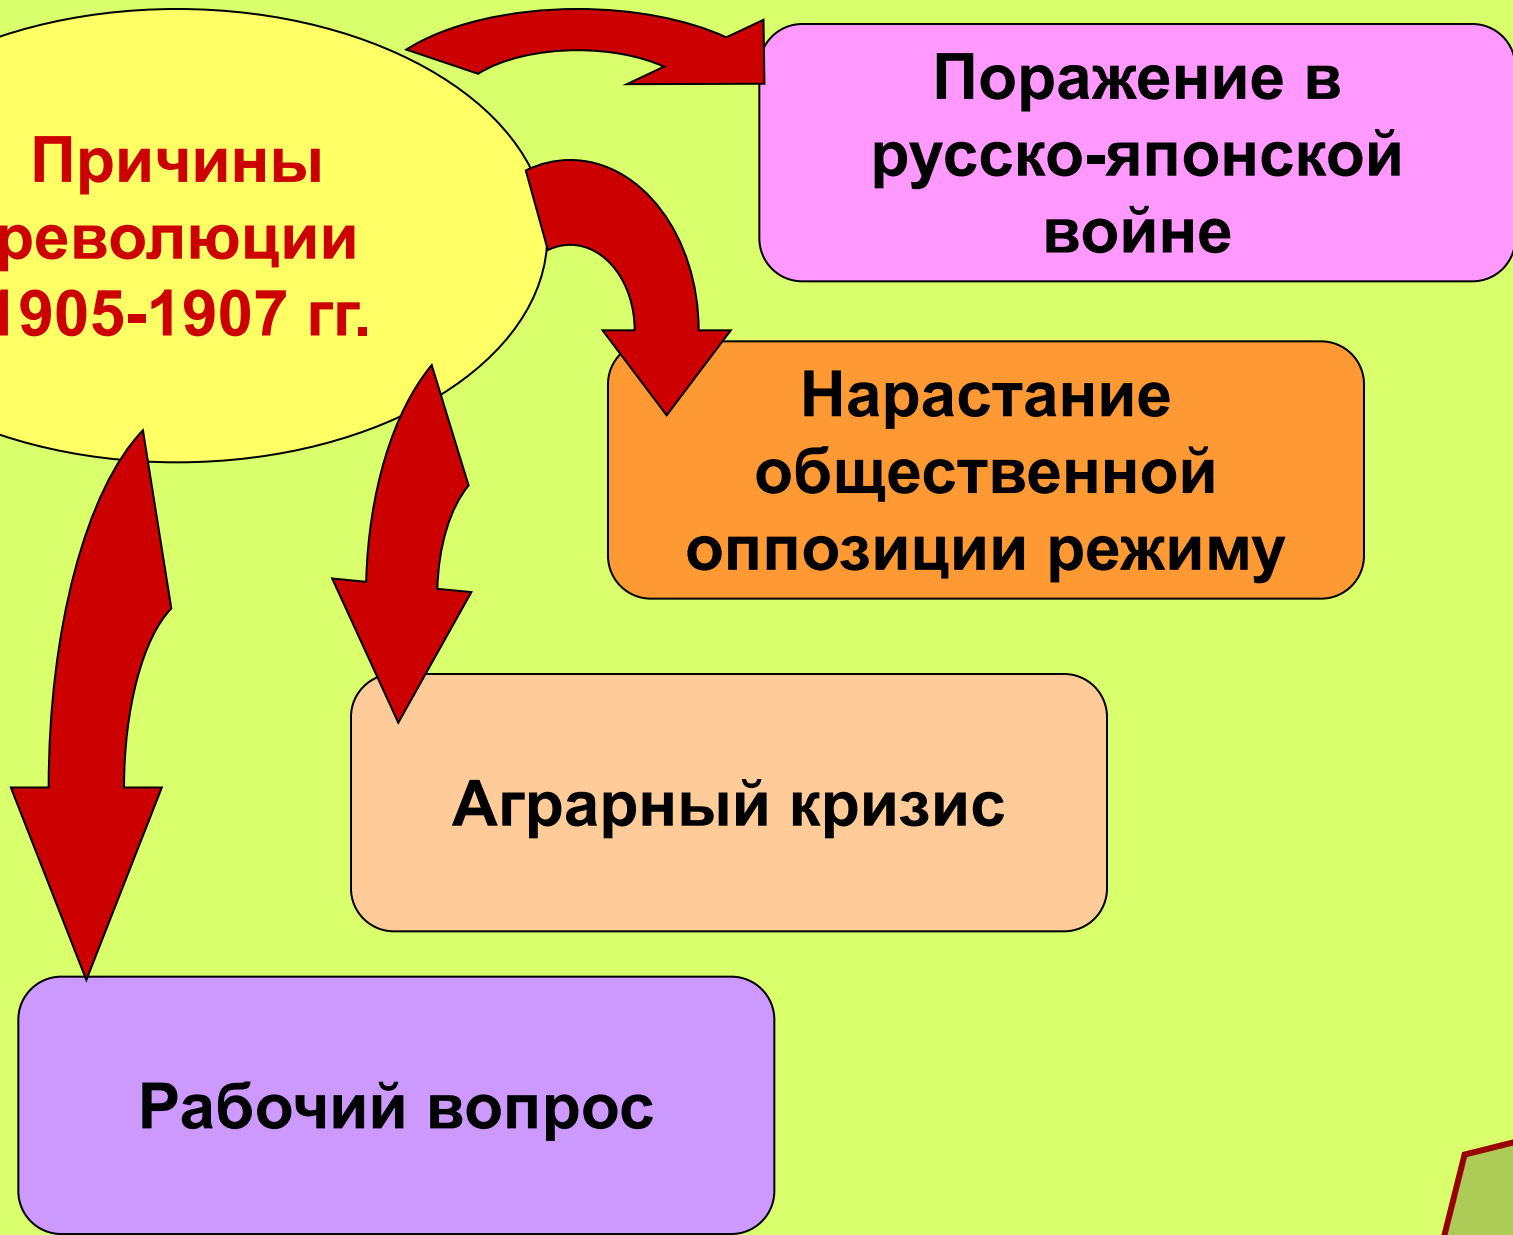 Причины
революции
1905-1907 гг.
Поражение в
русско-японской
войне
Нарастание
общественной
оппозиции режиму
Аграрный кризис
Рабочий вопрос